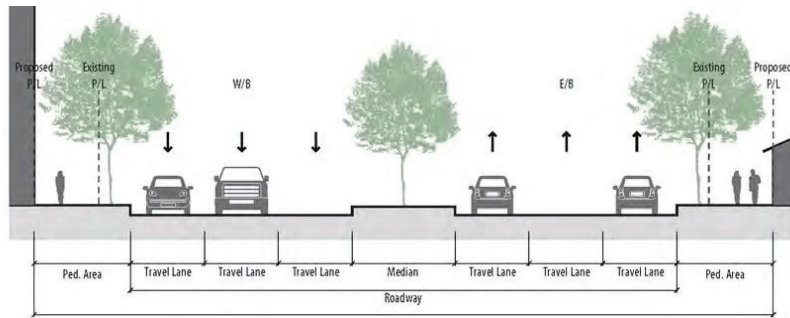 Proposed
P/L
Existing
P/L
W/B
E/B
Existing
P/L
Proposed
P/L
Ped. Area
Travel Lane
Travel Lane
Travel Lane
Median
Travel Lane
Travel Lane
Travel Lane
Ped. Area
Roadway